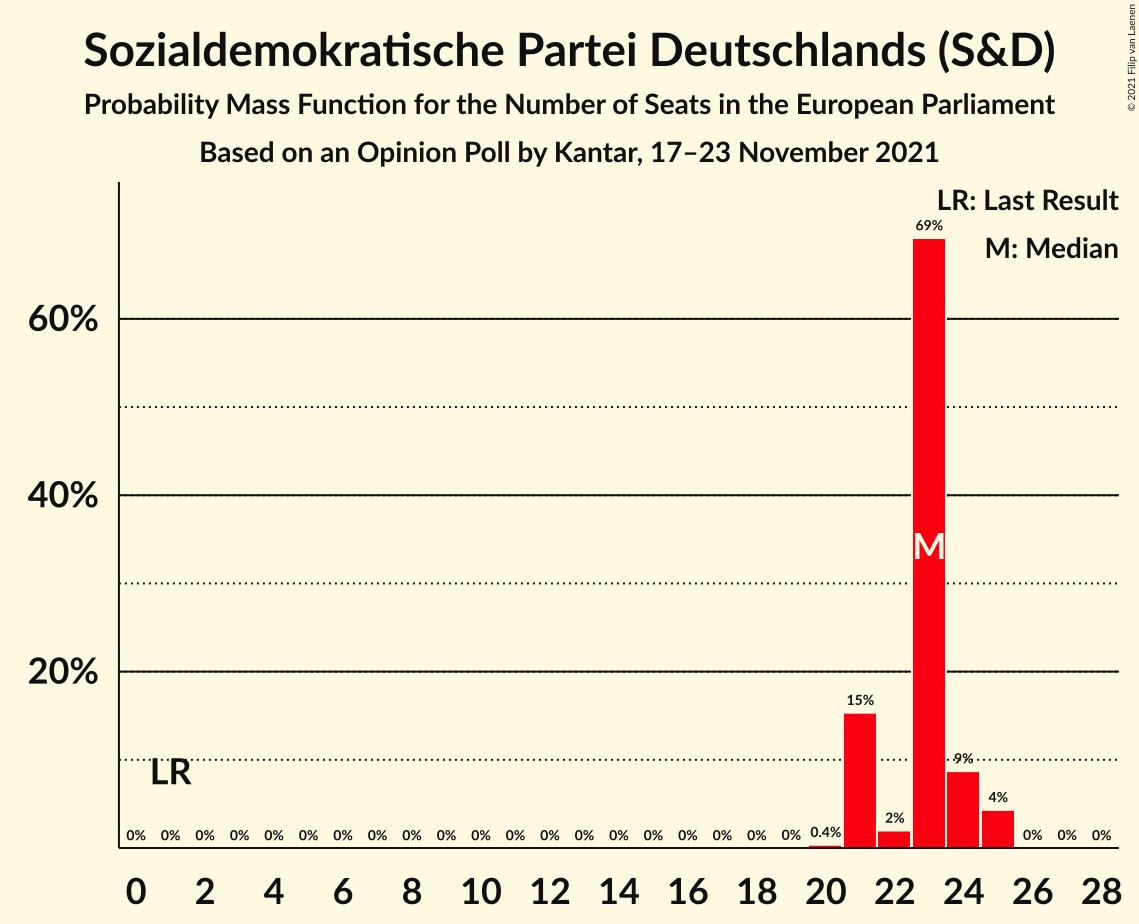 Sozialdemokratische Partei Deutschlands (S&D)
Probability Mass Function for the Number of Seats in the European Parliament
Based on an Opinion Poll by Kantar, 17–23 November 2021
© 2021 Filip van Laenen
LR: Last Result
M: Median
69%
60%
40%
M
20%
15%
LR
9%
4%
0% 0% 0% 0% 0% 0% 0% 0% 0% 0% 0% 0% 0% 0% 0% 0% 0% 0% 0% 0% 0.4% 2% 0% 0% 0%
0 2 4 6 8 10 12 14 16 18 20 22 24 26 28